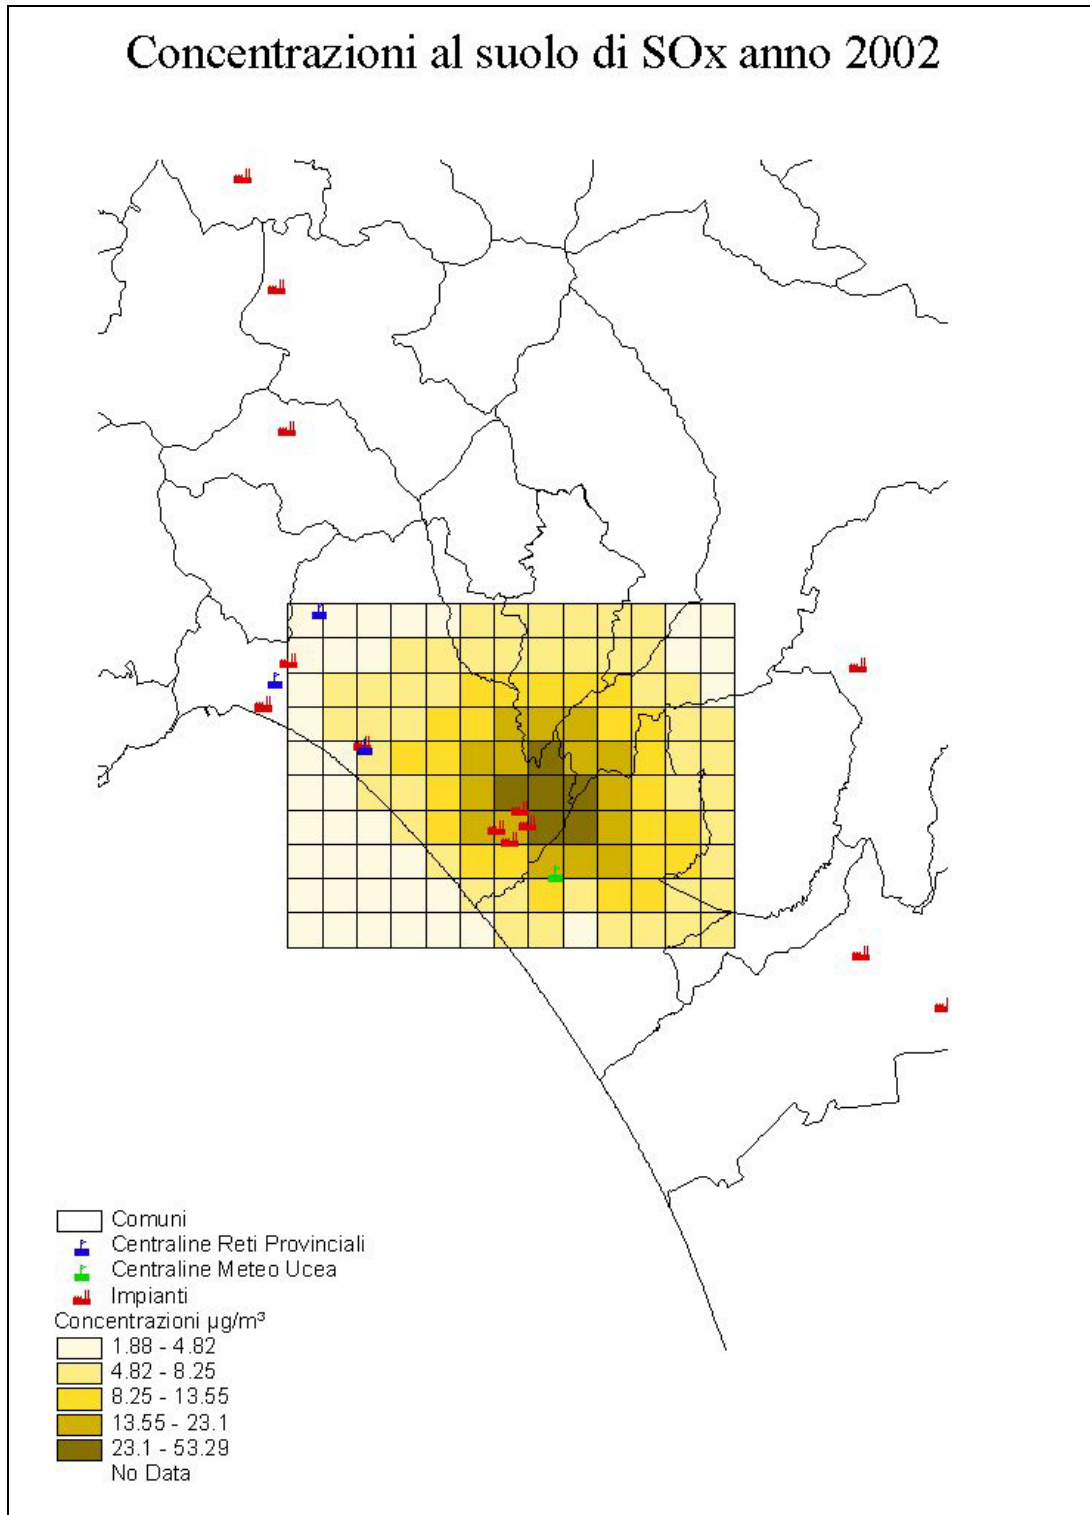 Concentrazioni al suolo di SOx anno 2002
Comuni
Centraline Reti Provinciali
Centraline Meteo Ucea
Impianti
Concentrazioni µg/m³
1.88 - 4.82
4.82 - 8.25
8.25 - 13.55
13.55 - 23.1
23.1 - 53.29
No Data